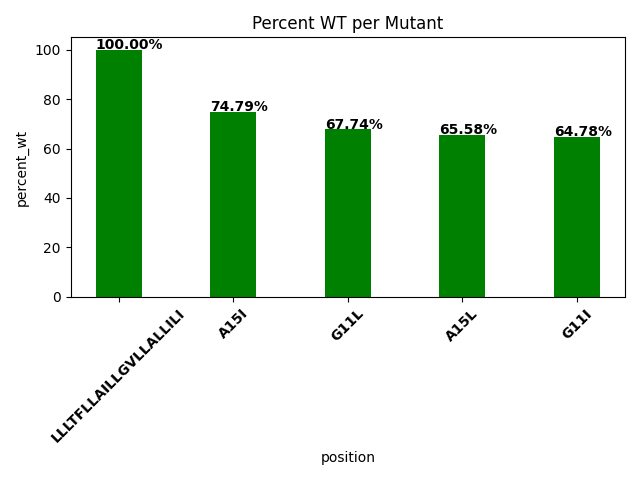 Percent WT per Mutant
percent_wt
100
80
60
40
20
0
100.00%
74.79%
67.74%
65.58%
64.78%
LLLTFLLAILLGVLLALLILI
A15I
G11L
A15L
G11I
position